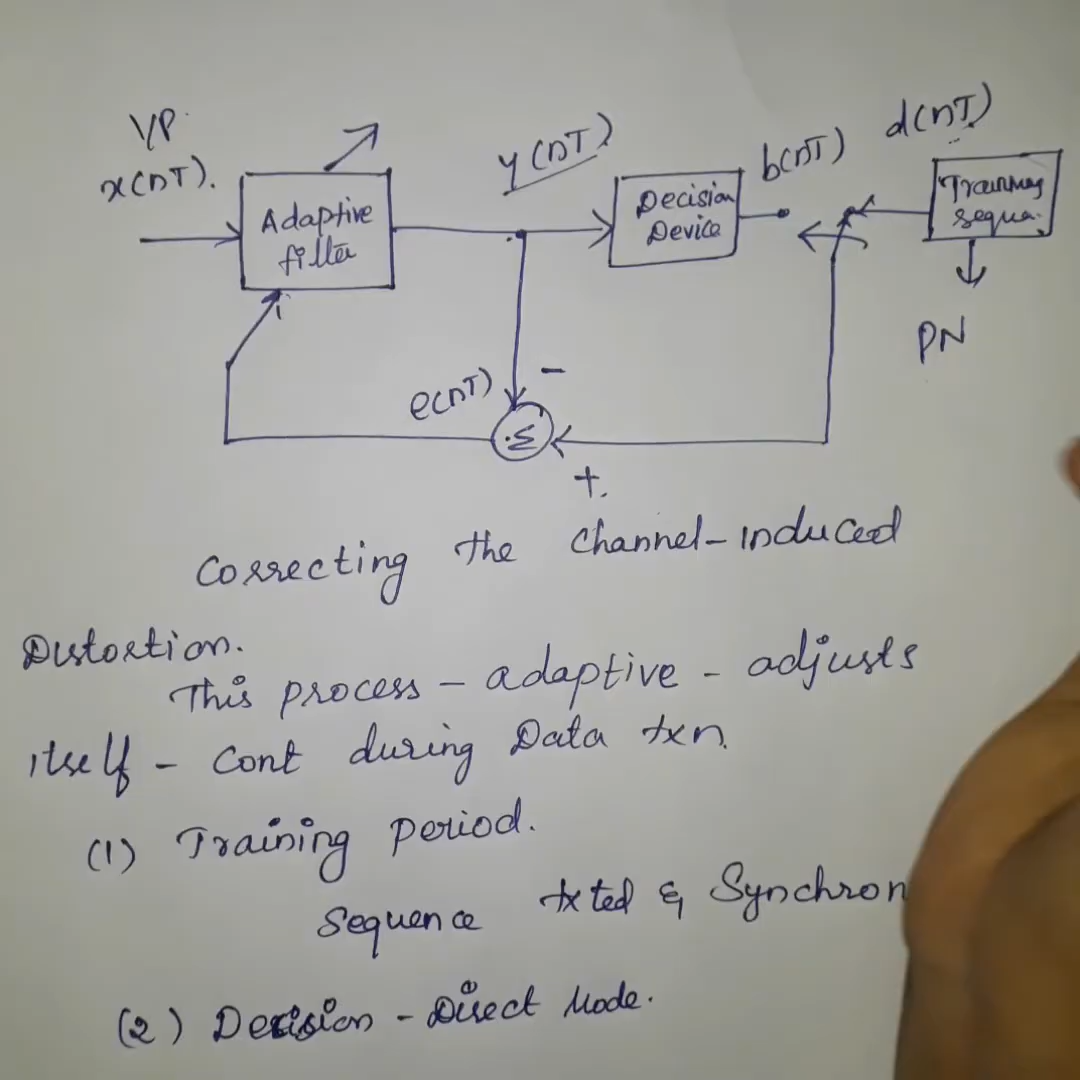 I/P
x(nT).
Adaptive
filter
y(nT)
Decision
Device
b(nT)
d(nT)
Training
sequ.
PN
e(nT)
-
Σ
+
Correcting the channel-induced
Distortion.
This process - adaptive - adjusts
itself - cont during Data txn.
(1) Training period.
sequence txted & Synchron
(2) Decision - Direct Mode.